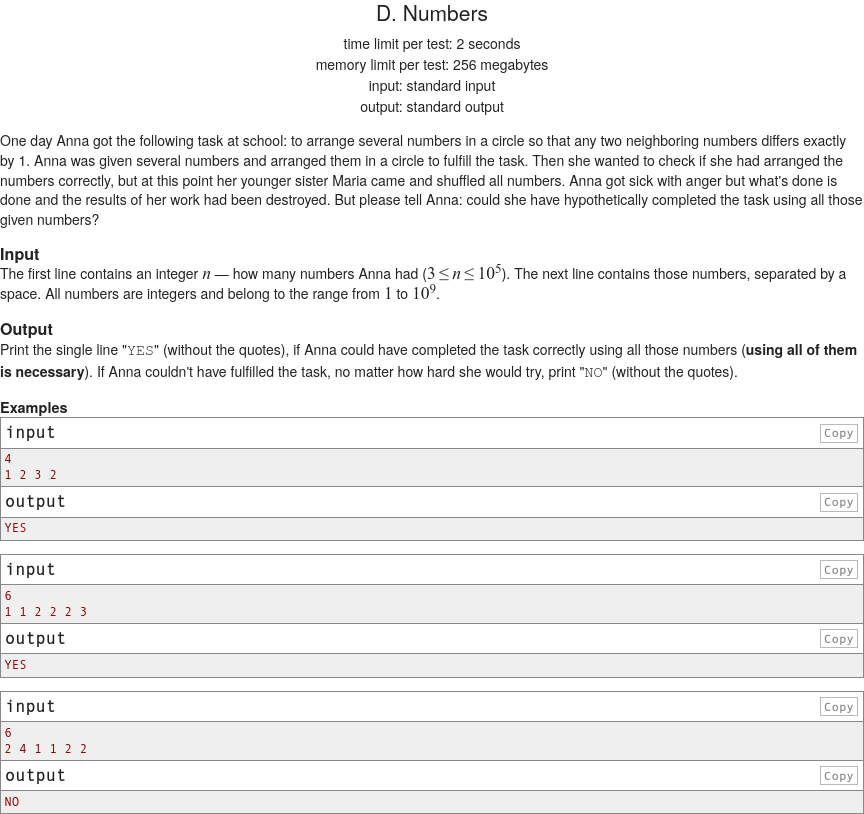 D. Numbers
time limit per test: 2 seconds
memory limit per test: 256 megabytes
input: standard input
output: standard output
One day Anna got the following task at school: to arrange several numbers in a circle so that any two neighboring numbers differs exactly
by 1. Anna was given several numbers and arranged them in a circle to fulfill the task. Then she wanted to check if she had arranged the
numbers correctly, but at this point her younger sister Maria came and shuffled all numbers. Anna got sick with anger but what's done is
done and the results of her work had been destroyed. But please tell Anna: could she have hypothetically completed the task using all those
given numbers?
Input
The first line contains an integer n — how many numbers Anna had (3 ≤ n ≤ 10^5). The next line contains those numbers, separated by a
space. All numbers are integers and belong to the range from 1 to 10^9.
Output
Print the single line "YES" (without the quotes), if Anna could have completed the task correctly using all those numbers (using all of them
is necessary). If Anna couldn't have fulfilled the task, no matter how hard she would try, print "NO" (without the quotes).
Examples
input Copy
4
1 2 3 2
output Copy
YES
input Copy
6
1 1 2 2 2 3
output Copy
YES
input Copy
6
2 4 1 1 2 2
output Copy
NO